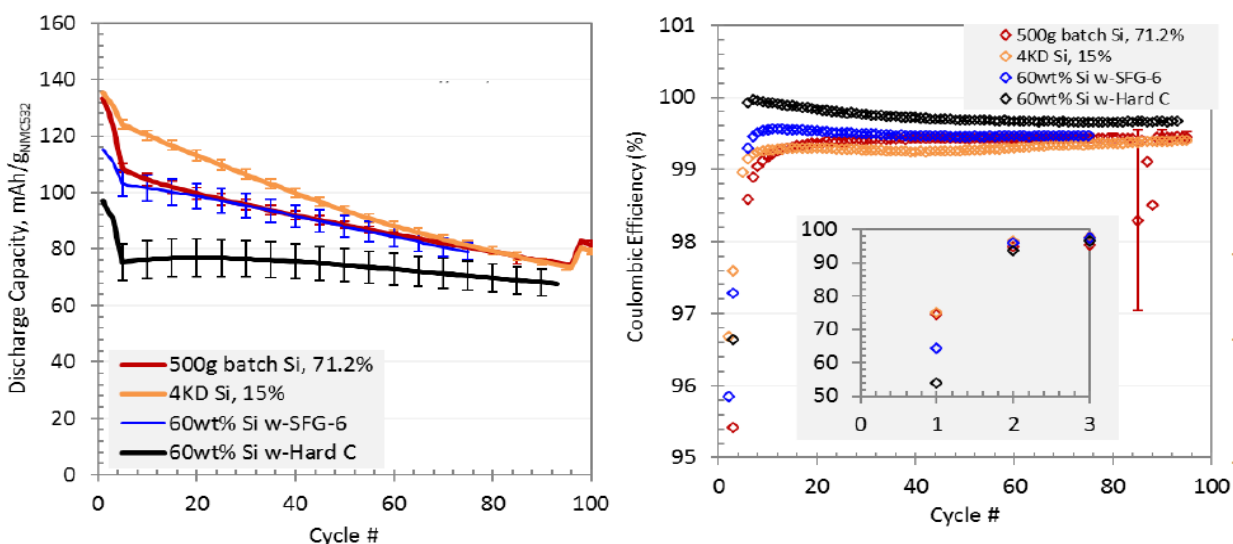 160
140
120
100
80
60
40
20
0
Discharge Capacity, mAh/gNMC532
500g batch Si, 71.2%
4KD Si, 15%
60wt% Si w-SFG-6
60wt% Si w-Hard C
0 20 40 60 80 100
Cycle #
101
100
99
98
97
96
95
Coulombic Efficiency (%)
500g batch Si, 71.2%
4KD Si, 15%
60wt% Si w-SFG-6
60wt% Si w-Hard C
100
90
80
70
60
50
0 1 2 3
0 20 40 60 80 100
Cycle #